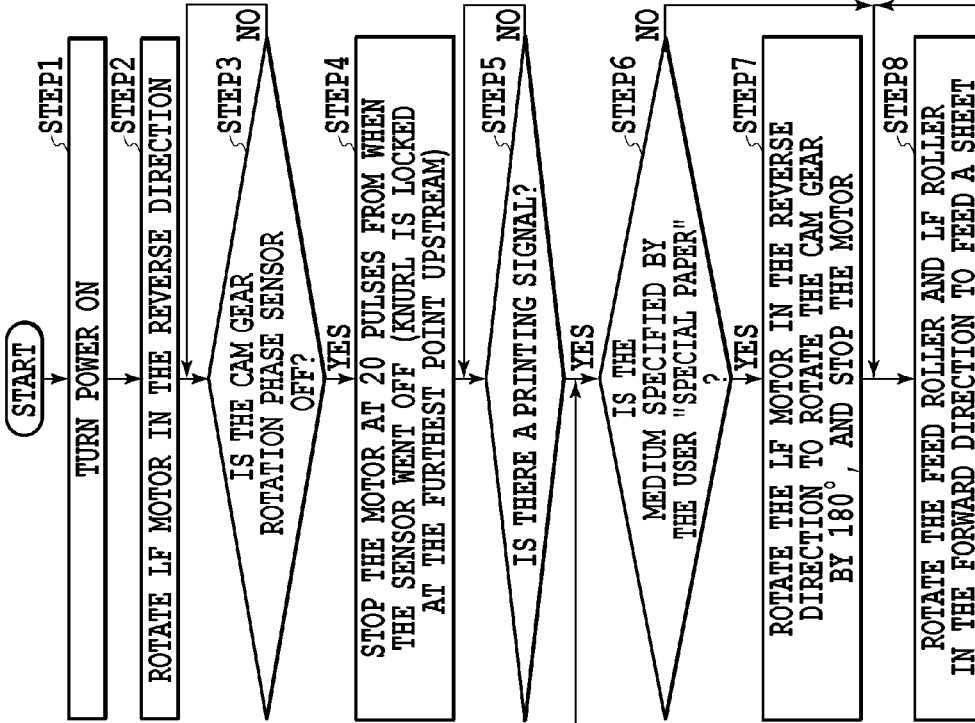 START
STEP1
TURN POWER ON
STEP2
ROTATE LF MOTOR IN THE REVERSE DIRECTION
STEP3
IS THE CAM GEAR
ROTATION PHASE SENSOR
OFF?
NO
YES
STEP4
STOP THE MOTOR AT 20 PULSES FROM WHEN
THE SENSOR WENT OFF (KNURL IS LOCKED
AT THE FURTHEST POINT UPSTREAM)
STEP5
IS THERE A PRINTING SIGNAL?
NO
YES
STEP6
IS THE
MEDIUM SPECIFIED BY
THE USER "SPECIAL PAPER"
?
NO
YES
STEP7
ROTATE THE LF MOTOR IN THE REVERSE
DIRECTION TO ROTATE THE CAM GEAR
BY 180°, AND STOP THE MOTOR
STEP8
ROTATE THE FEED ROLLER AND LF ROLLER
IN THE FORWARD DIRECTION TO FEED A SHEET